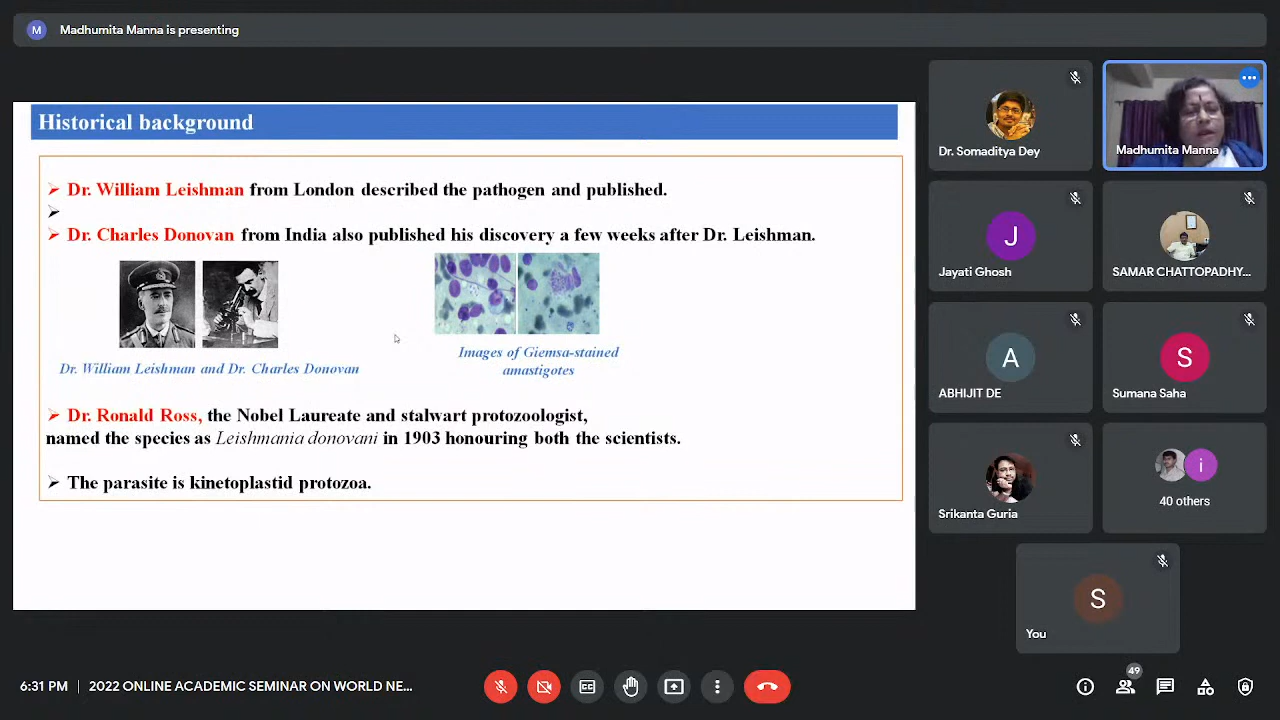 M
Madhumita Manna is presenting
Historical background
Dr. William Leishman from London described the pathogen and published.
Dr. Charles Donovan from India also published his discovery a few weeks after Dr. Leishman.
Dr. William Leishman and Dr. Charles Donovan
Images of Giemsa-stained
amastigotes
Dr. Ronald Ross, the Nobel Laureate and stalwart protozoologist,
named the species as Leishmania donovani in 1903 honouring both the scientists.
The parasite is kinetoplastid protozoa.
Dr. Somaditya Dey
Madhumita Manna
J
Jayati Ghosh
SAMAR CHATTOPADHY...
A
ABHIJIT DE
S
Sumana Saha
Srikanta Guria
i
40 others
S
You
6:31 PM | 2022 ONLINE ACADEMIC SEMINAR ON WORLD NE...
49